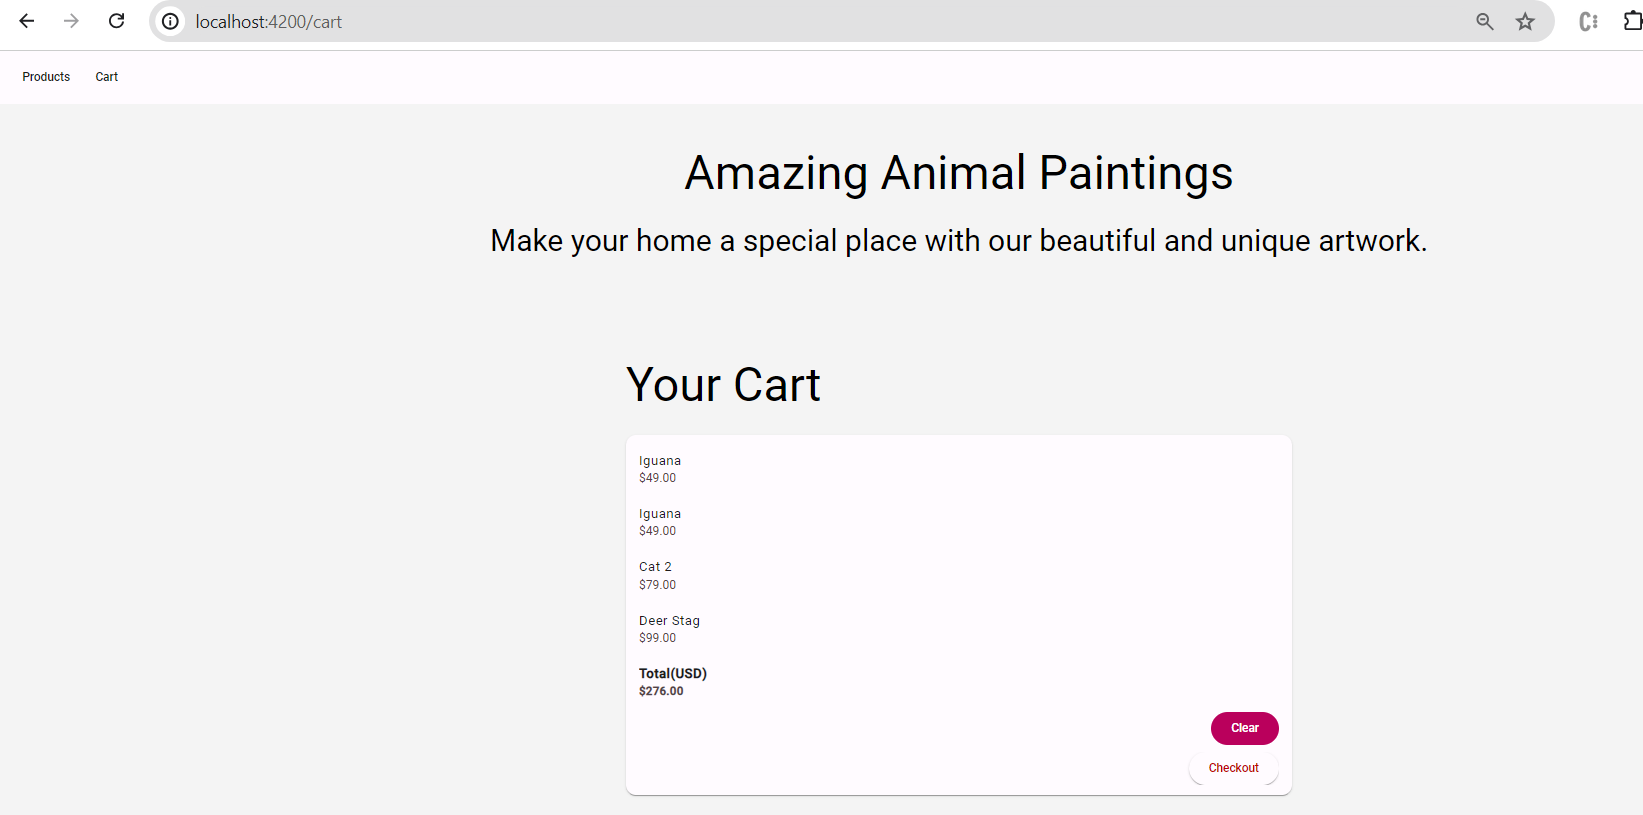 localhost:4200/cart
Products Cart
Amazing Animal Paintings
Make your home a special place with our beautiful and unique artwork.
Your Cart
Iguana
$49.00
Iguana
$49.00
Cat 2
$79.00
Deer Stag
$99.00
Total(USD)
$276.00
Clear
Checkout